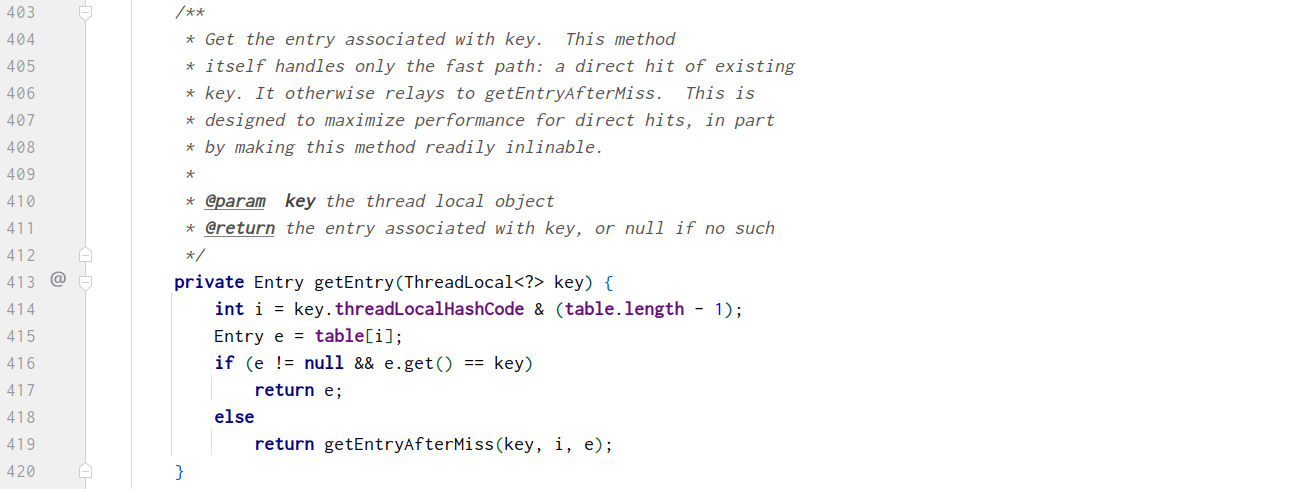 403 /**
404 * Get the entry associated with key.  This method
405 * itself handles only the fast path: a direct hit of existing
406 * key. It otherwise relays to getEntryAfterMiss.  This is
407 * designed to maximize performance for direct hits, in part
408 * by making this method readily inlinable.
409 *
410 * @param  key the thread local object
411 * @return the entry associated with key, or null if no such
412 */
413 @ private Entry getEntry(ThreadLocal<?> key) {
414 int i = key.threadLocalHashCode & (table.length - 1);
415 Entry e = table[i];
416 if (e != null && e.get() == key)
417 return e;
418 else
419 return getEntryAfterMiss(key, i, e);
420 }